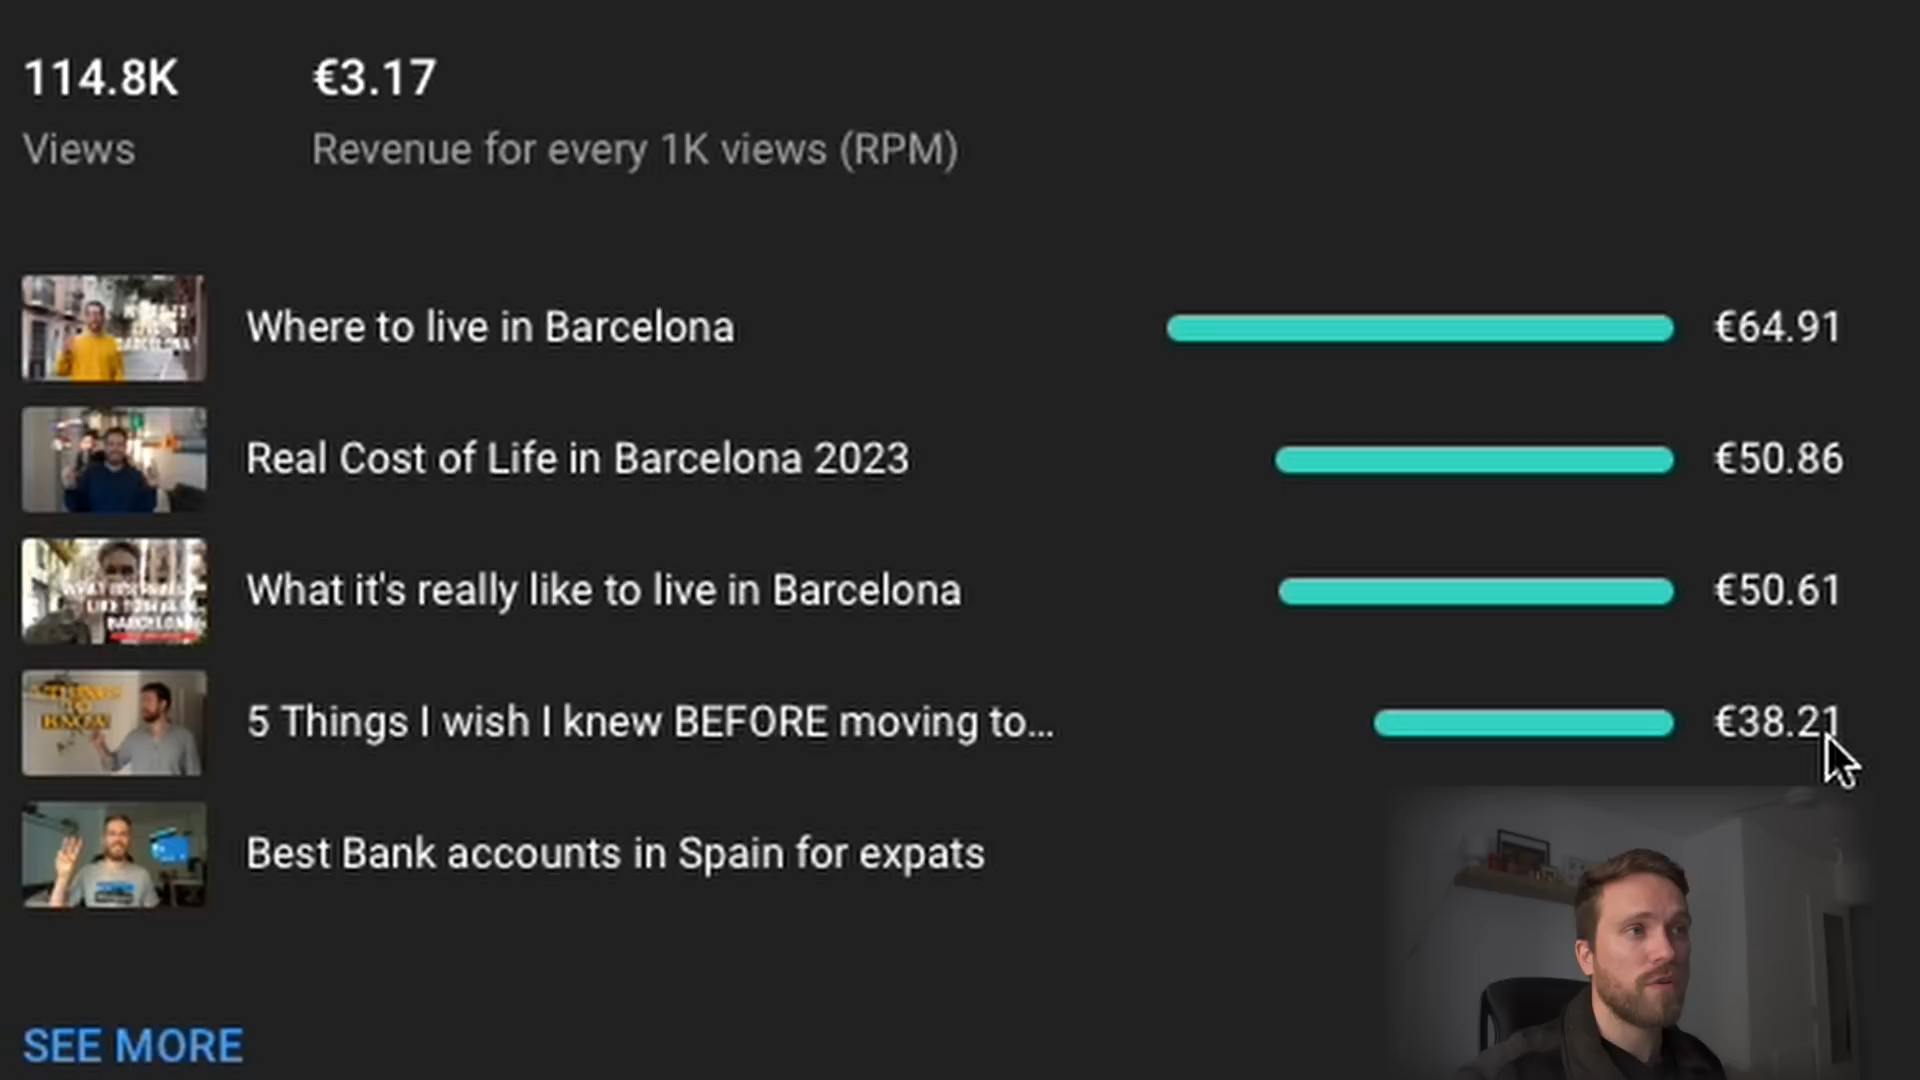 114.8K €3.17
Views Revenue for every 1K views (RPM)
Where to live in Barcelona €64.91
Real Cost of Life in Barcelona 2023 €50.86
What it's really like to live in Barcelona €50.61
5 Things I wish I knew BEFORE moving to... €38.21
Best Bank accounts in Spain for expats
SEE MORE